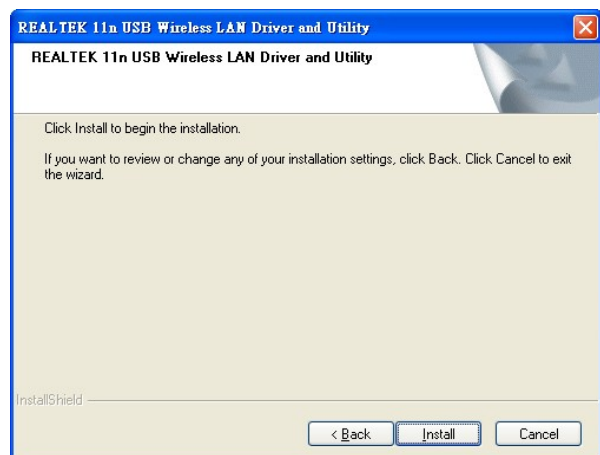 REALTEK 11n USB Wireless LAN Driver and Utility
REALTEK 11n USB Wireless LAN Driver and Utility
Click Install to begin the installation.
If you want to review or change any of your installation settings, click Back. Click Cancel to exit
the wizard.
InstallShield
< Back
Install
Cancel